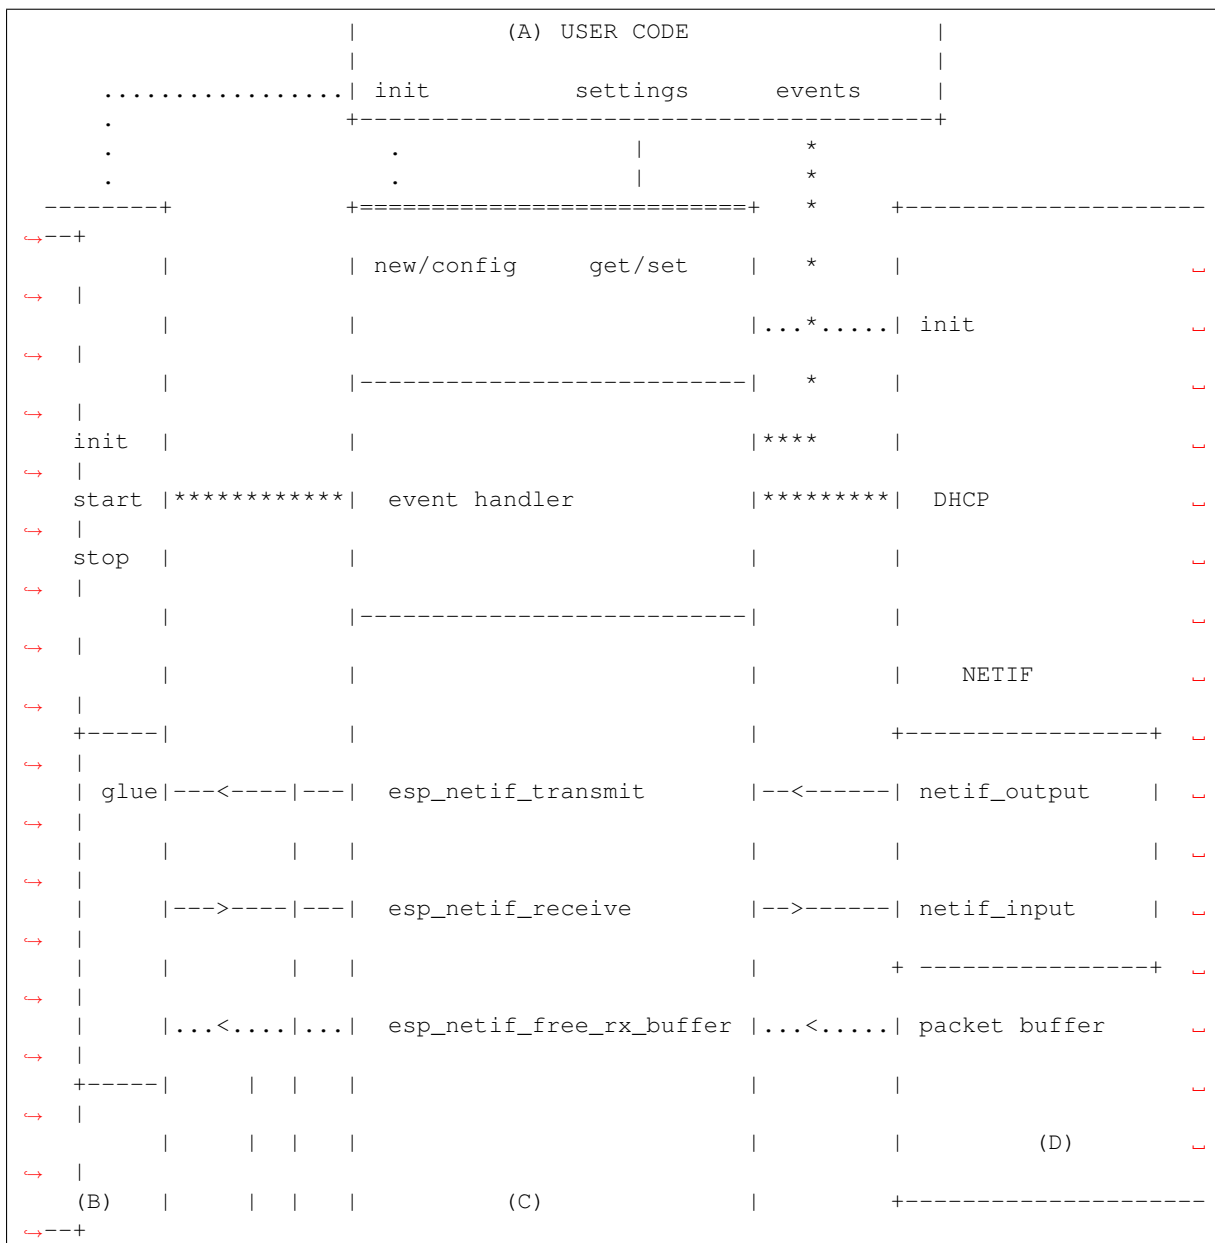 |          (A) USER CODE                 |
                       |                                        |
      .................| init          settings      events     |
      .                +----------------------------------------+
      .                   .                |           *
      .                   .                |           *
  --------+            +===========================+   *     +---------------------
↪--+
          |            | new/config     get/set    |   *     |                    ␣
↪  |
          |            |                           |...*.....| init               ␣
↪  |
          |            |---------------------------|   *     |                    ␣
↪  |
    init  |            |                           |****     |                    ␣
↪  |
    start |************|  event handler            |*********|  DHCP              ␣
↪  |
    stop  |            |                           |         |                    ␣
↪  |
          |            |---------------------------|         |                    ␣
↪  |
          |            |                           |         |    NETIF           ␣
↪  |
    +-----|            |                           |         +-----------------+  ␣
↪  |
    | glue|---<----|---|  esp_netif_transmit       |--<------| netif_output    |  ␣
↪  |
    |     |        |   |                           |         |                 |  ␣
↪  |
    |     |--->----|---|  esp_netif_receive        |-->------| netif_input     |  ␣
↪  |
    |     |        |   |                           |         + ----------------+  ␣
↪  |
    |     |...<....|...|  esp_netif_free_rx_buffer |...<.....| packet buffer      ␣
↪  |
    +-----|     |  |   |                           |         |                    ␣
↪  |
          |     |  |   |                           |         |         (D)        ␣
↪  |
    (B)   |     |  |   |          (C)              |         +---------------------
↪--+